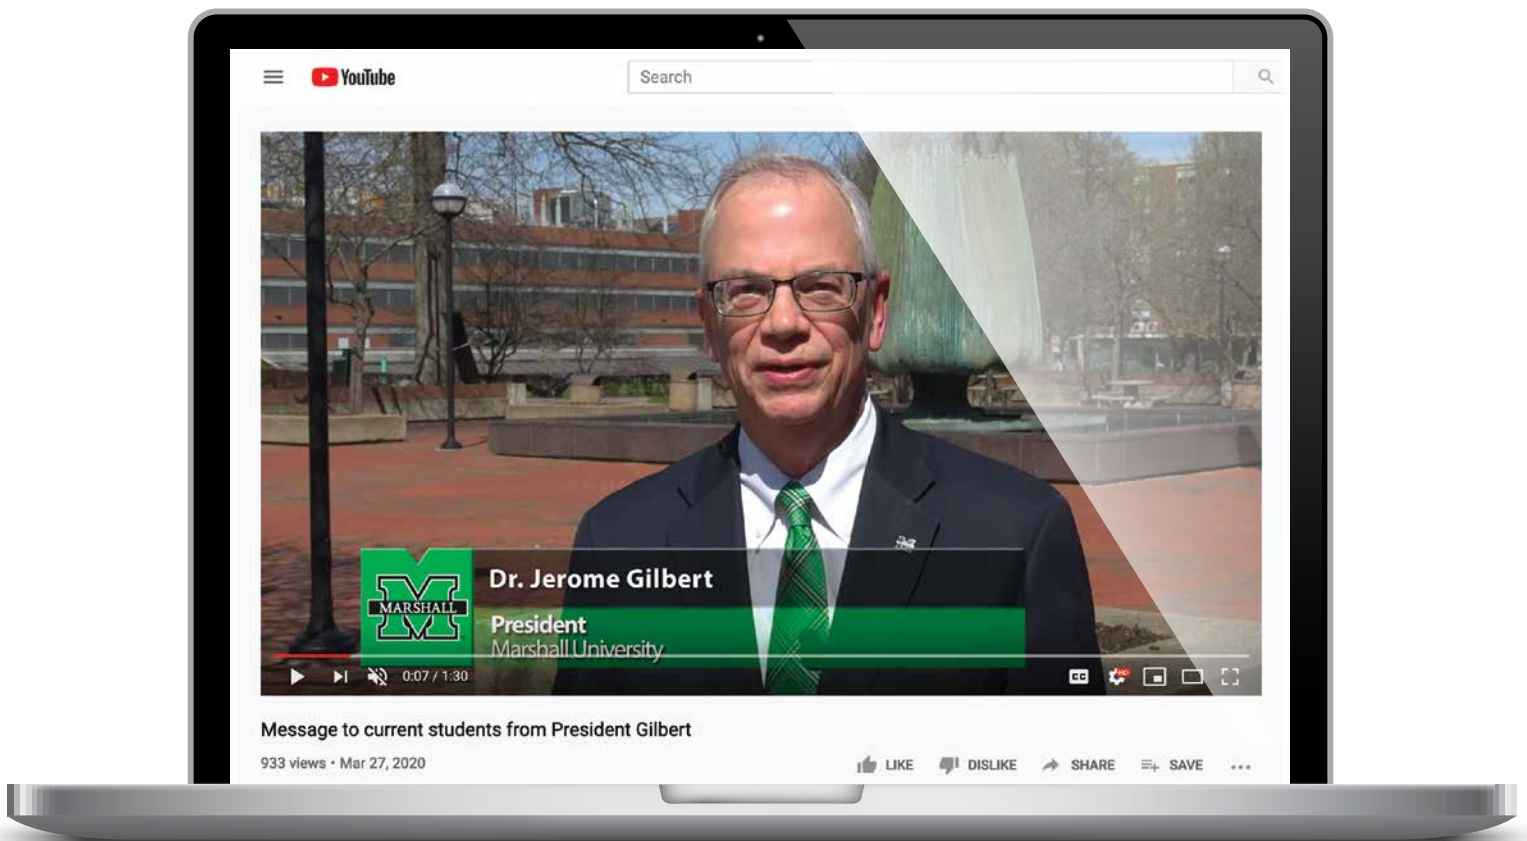 YouTube
Search
Dr. Jerome Gilbert
MARSHALL
President
Marshall University
0:07 / 1:30
CC
HD
Message to current students from President Gilbert
933 views • Mar 27, 2020
LIKE
DISLIKE
SHARE
SAVE